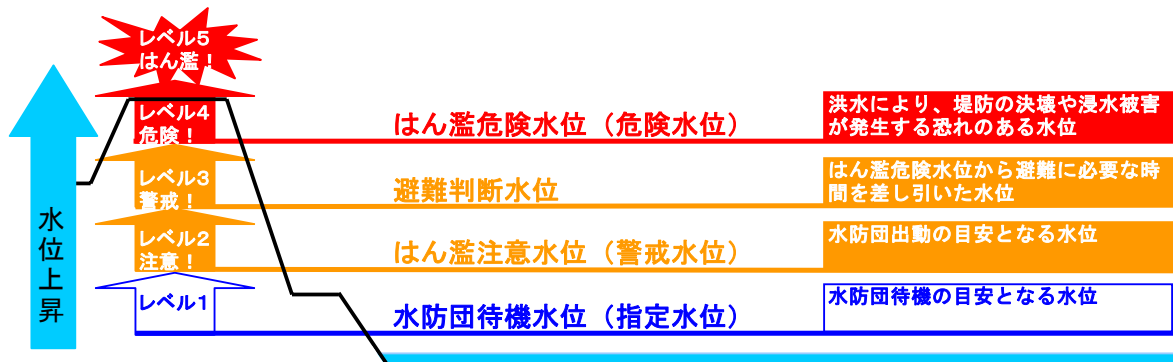 レベル5
はん濫！
レベル4
危険！
はん濫危険水位（危険水位）
洪水により、堤防の決壊や浸水被害
が発生する恐れのある水位
レベル3
警戒！
避難判断水位
はん濫危険水位から避難に必要な時
間を差し引いた水位
レベル2
注意！
はん濫注意水位（警戒水位）
水防団出動の目安となる水位
レベル1
水防団待機水位（指定水位）
水防団待機の目安となる水位
水位上昇